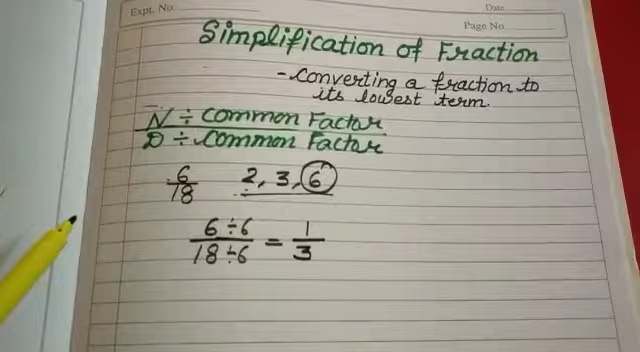 Expt. No.
Date
Page No.
Simplification of Fraction
- Converting a fraction to
its lowest term.
N ÷ Common Factor
D ÷ Common Factor
6/18 2, 3, 6
6 ÷ 6 / 18 ÷ 6 = 1/3